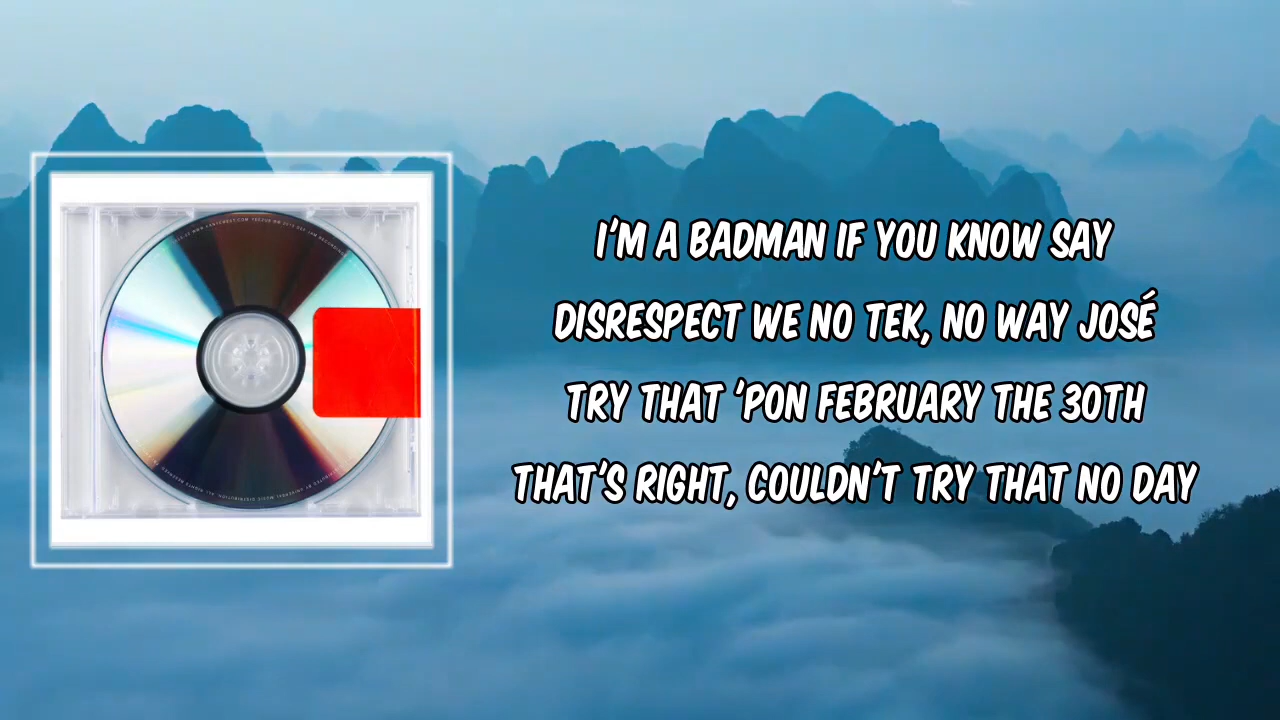 I'M A BADMAN IF YOU KNOW SAY
DISRESPECT WE NO TEK, NO WAY JOSÉ
TRY THAT 'PON FEBRUARY THE 30TH
THAT'S RIGHT, COULDN'T TRY THAT NO DAY